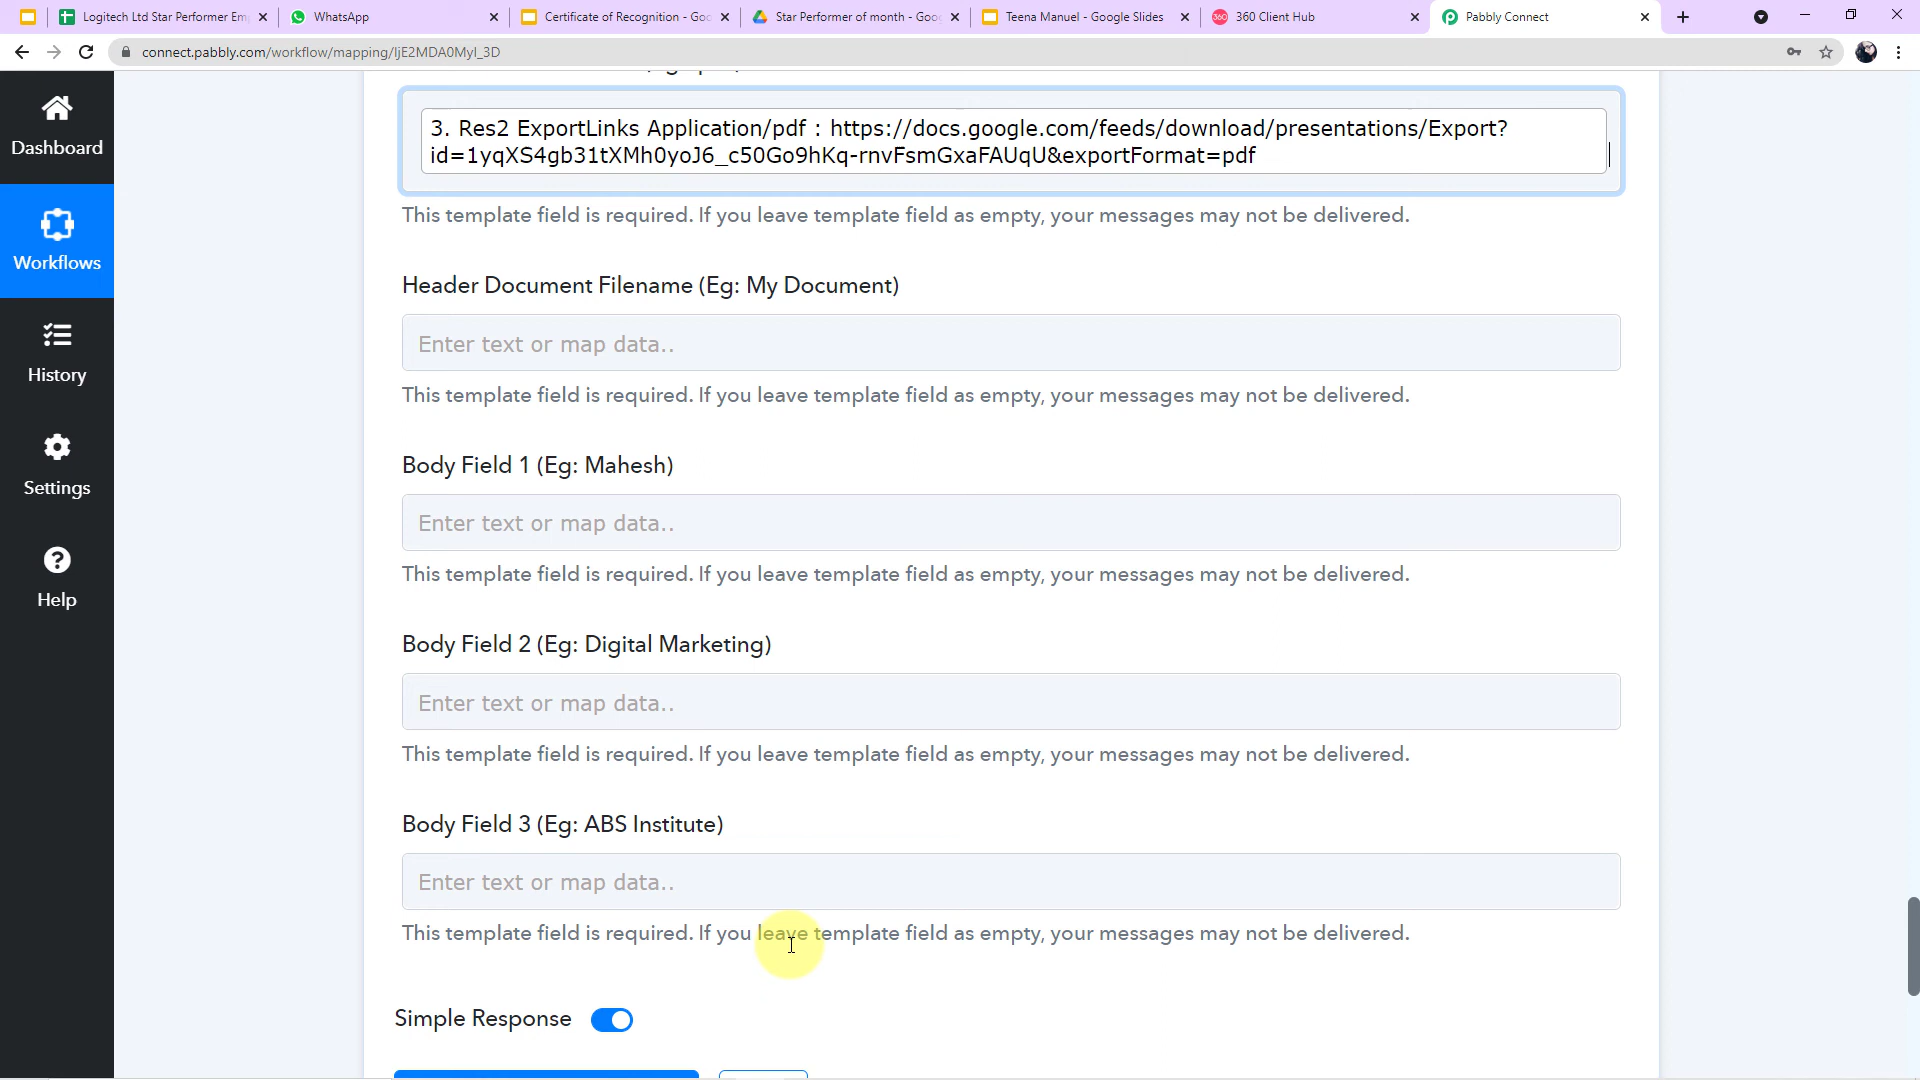 Logitech Ltd Star Performer Em
WhatsApp
Certificate of Recognition - Goo
Star Performer of month - Goo
Teena Manuel - Google Slides
360
360 Client Hub
Pabbly Connect
connect.pabbly.com/workflow/mapping/IjE2MDA0MyI_3D
Dashboard
Workflows
History
Settings
Help
3. Res2 ExportLinks Application/pdf : https://docs.google.com/feeds/download/presentations/Export?
id=1yqXS4gb31tXMh0yoJ6_c50Go9hKq-rnvFsmGxaFAUqU&exportFormat=pdf
This template field is required. If you leave template field as empty, your messages may not be delivered.
Header Document Filename (Eg: My Document)
Enter text or map data..
This template field is required. If you leave template field as empty, your messages may not be delivered.
Body Field 1 (Eg: Mahesh)
Enter text or map data..
This template field is required. If you leave template field as empty, your messages may not be delivered.
Body Field 2 (Eg: Digital Marketing)
Enter text or map data..
This template field is required. If you leave template field as empty, your messages may not be delivered.
Body Field 3 (Eg: ABS Institute)
Enter text or map data..
This template field is required. If you leave template field as empty, your messages may not be delivered.
Simple Response